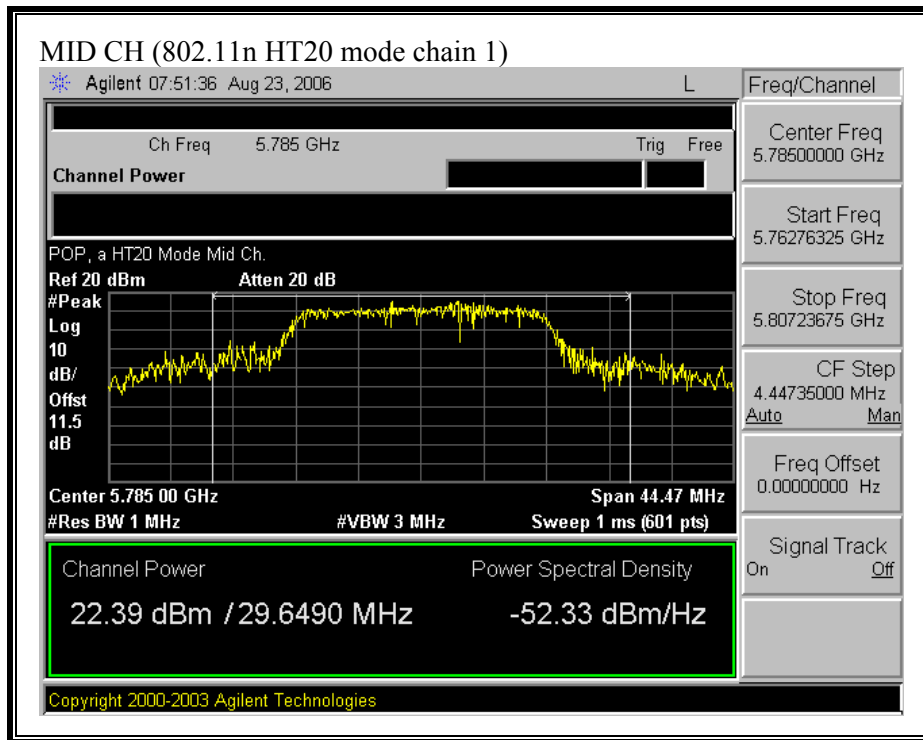 MID CH (802.11n HT20 mode chain 1)
Agilent 07:51:36 Aug 23, 2006 L
Freq/Channel
Ch Freq 5.785 GHz Trig Free
Channel Power
Center Freq
5.78500000 GHz
Start Freq
5.76276325 GHz
Stop Freq
5.80723675 GHz
CF Step
4.44735000 MHz
Auto Man
Freq Offset
0.00000000 Hz
Signal Track
On Off
POP, a HT20 Mode Mid Ch.
Ref 20 dBm Atten 20 dB
#Peak
Log
10
dB/
Offst
11.5
dB
Center 5.785 00 GHz Span 44.47 MHz
#Res BW 1 MHz #VBW 3 MHz Sweep 1 ms (601 pts)
Channel Power Power Spectral Density
22.39 dBm / 29.6490 MHz -52.33 dBm/Hz
Copyright 2000-2003 Agilent Technologies